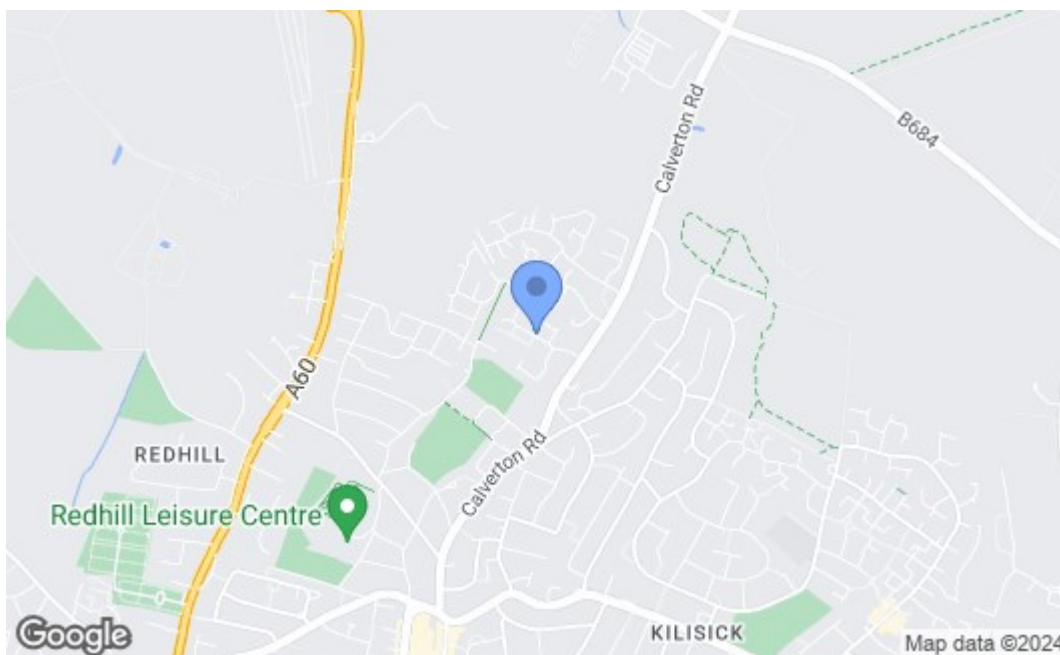 Calverton Rd
B684
A60
REDHILL
Calverton Rd
Redhill Leisure Centre
KILISICK
Google
Map data ©2024